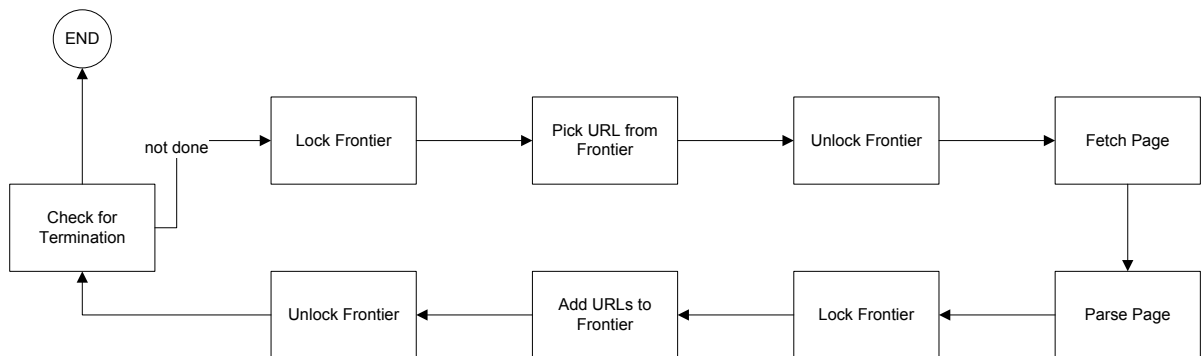 END
not done
Lock Frontier
Pick URL from
Frontier
Unlock Frontier
Fetch Page
Check for
Termination
Unlock Frontier
Add URLs to
Frontier
Lock Frontier
Parse Page